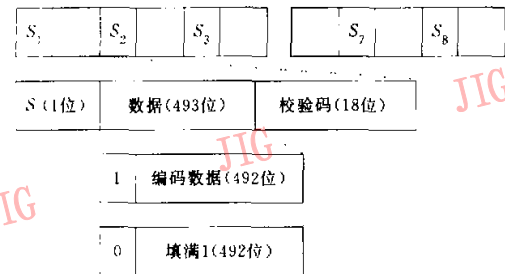 S₁ S₂ S₃ S₇ S₈
S(1位) 数据(493位) 校验码(18位)
JIG
JIG
1 编码数据(492位)
JIG
0 填满1(492位)